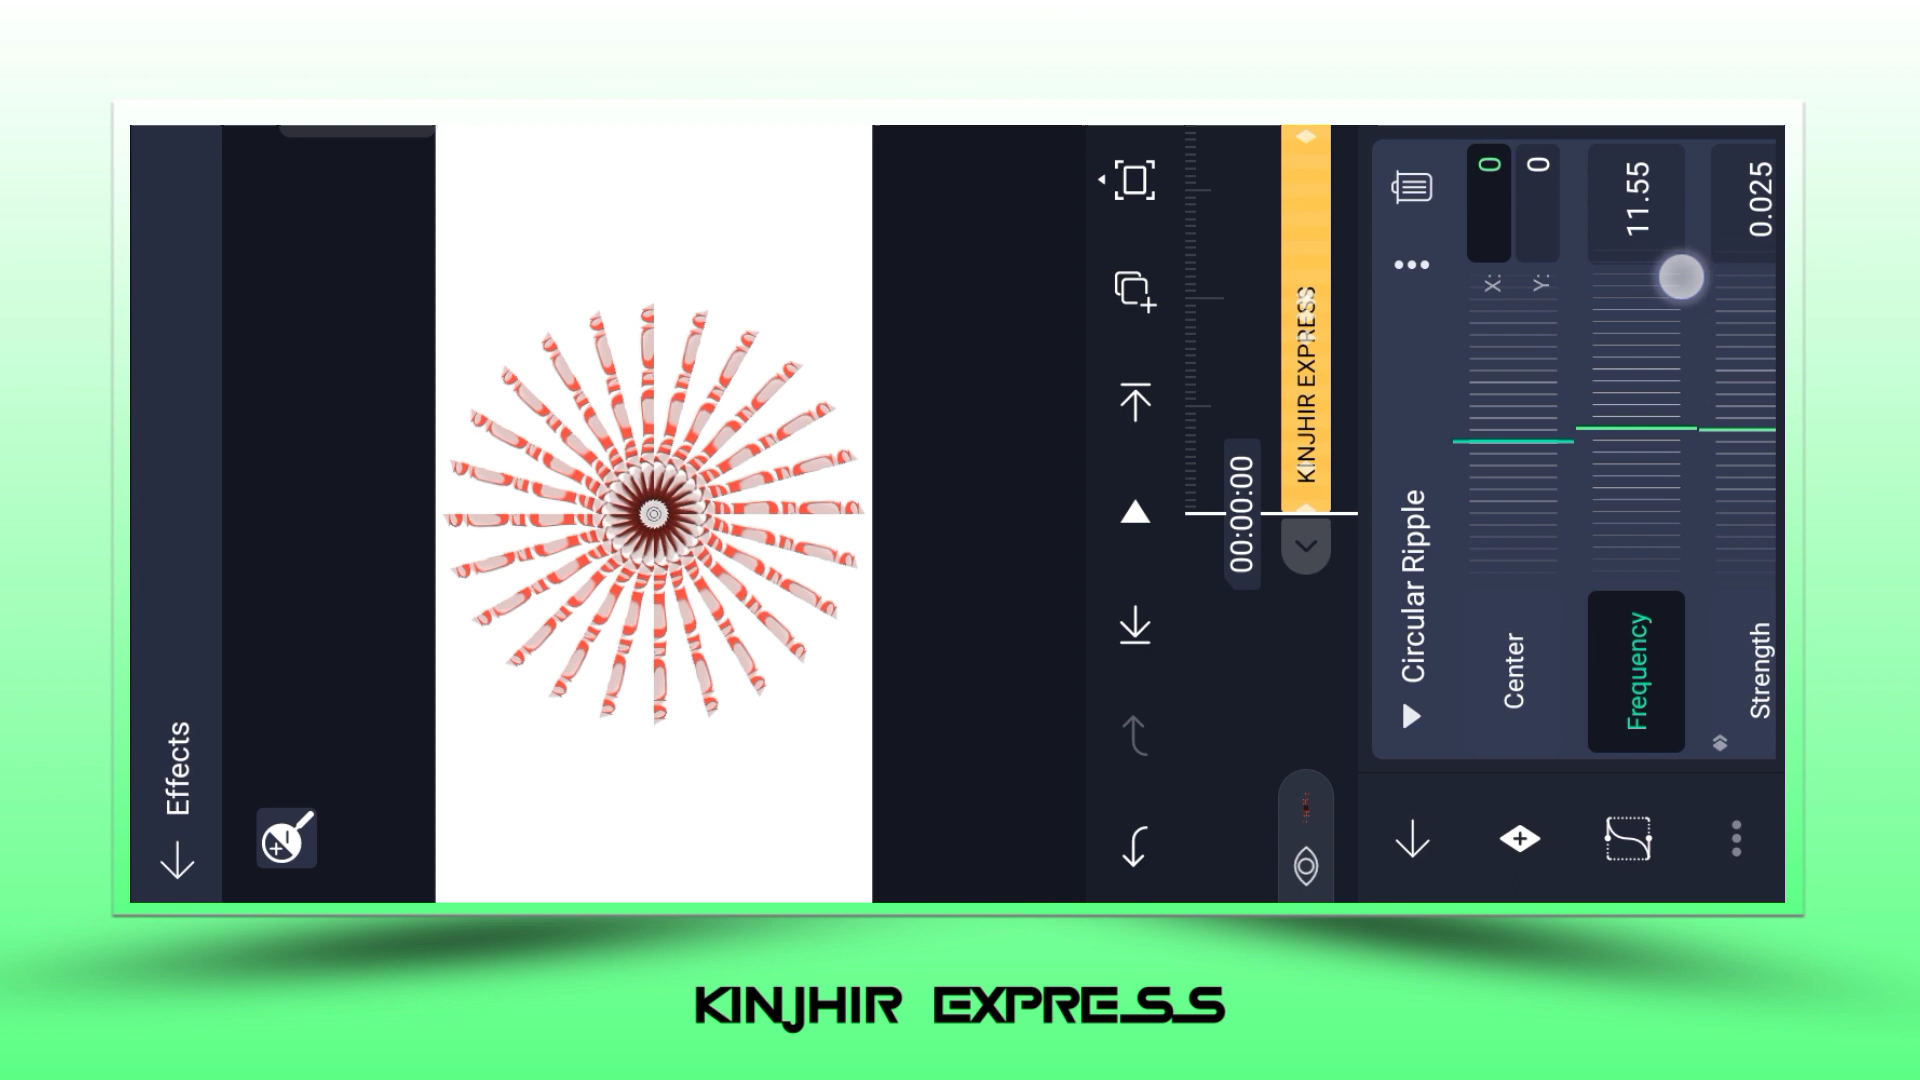 Effects
00:00:00
KINJHIR EXPRESS
Circular Ripple
Center
X: 0
Y: 0
Frequency
11.55
Strength
0.025
KINJHIR EXPRESS